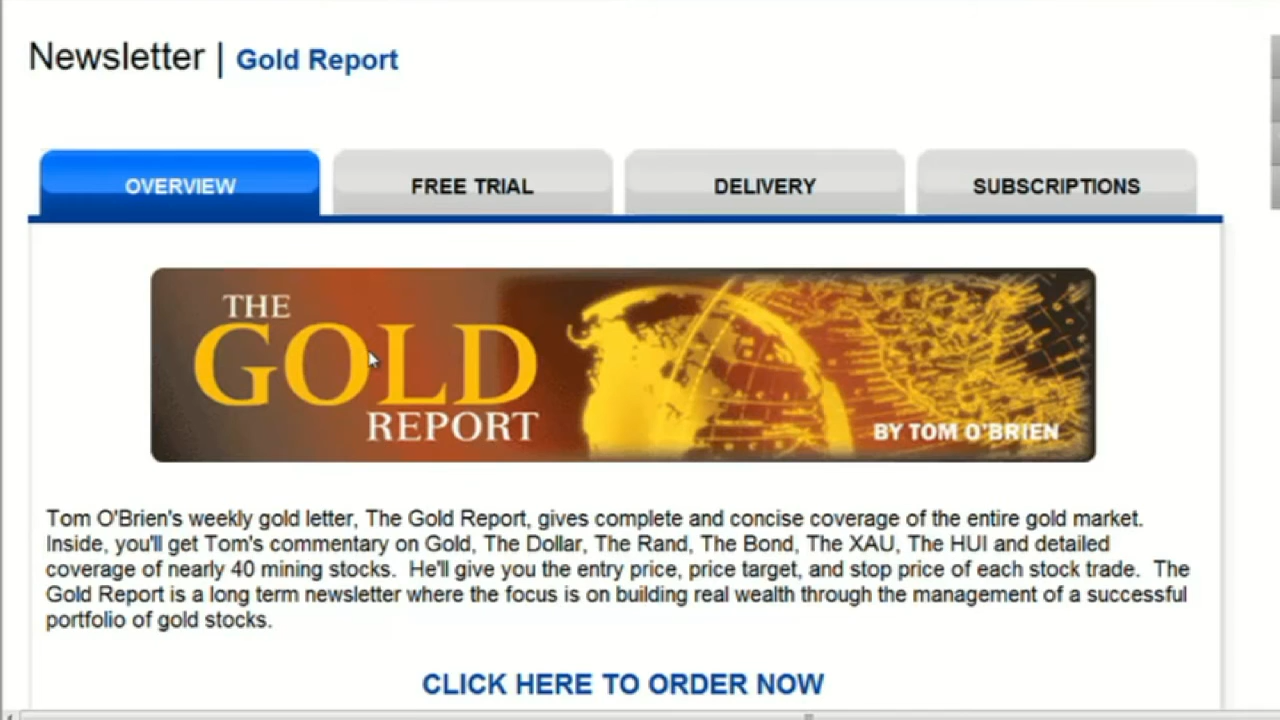 Newsletter | Gold Report
OVERVIEW
FREE TRIAL
DELIVERY
SUBSCRIPTIONS
THE
GOLD
REPORT
BY TOM O'BRIEN
Tom O'Brien's weekly gold letter, The Gold Report, gives complete and concise coverage of the entire gold market.
Inside, you'll get Tom's commentary on Gold, The Dollar, The Rand, The Bond, The XAU, The HUI and detailed
coverage of nearly 40 mining stocks.  He'll give you the entry price, price target, and stop price of each stock trade.  The
Gold Report is a long term newsletter where the focus is on building real wealth through the management of a successful
portfolio of gold stocks.
CLICK HERE TO ORDER NOW